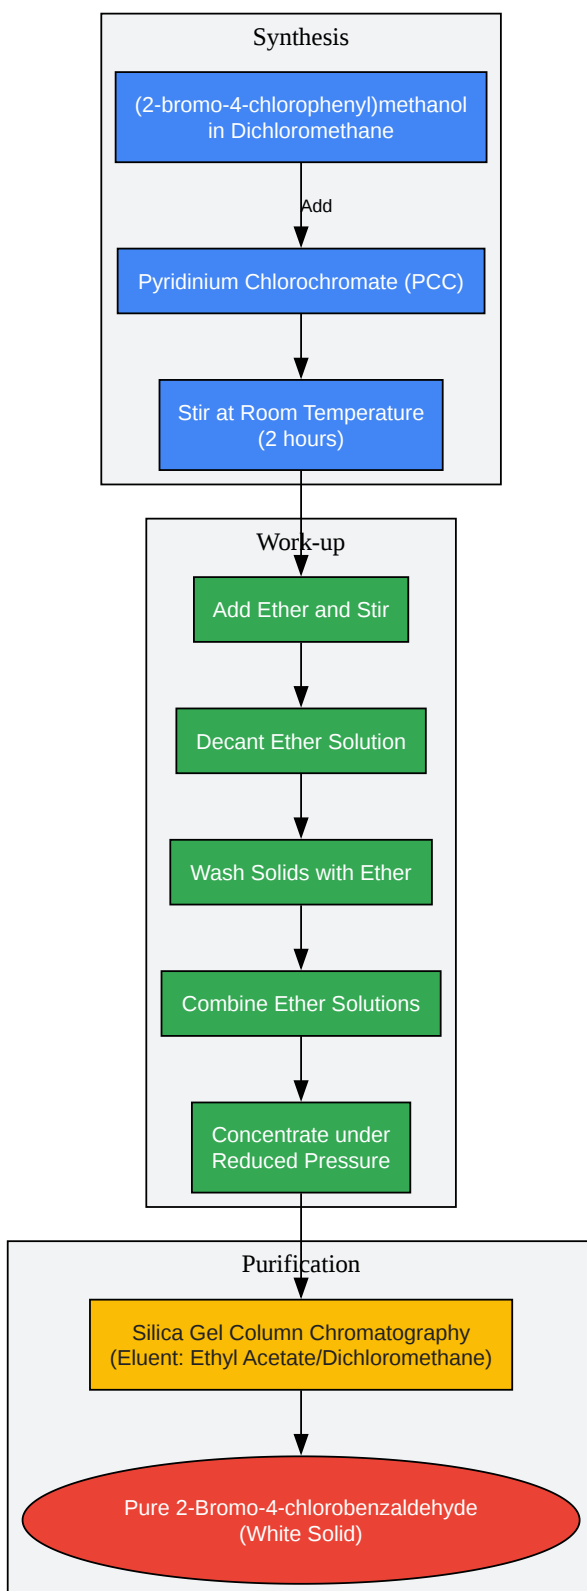 Synthesis
(2-bromo-4-chlorophenyl)methanol
in Dichloromethane
Add
Pyridinium Chlorochromate (PCC)
Stir at Room Temperature
(2 hours)
Work-up
Add Ether and Stir
Decant Ether Solution
Wash Solids with Ether
Combine Ether Solutions
Concentrate under
Reduced Pressure
Purification
Silica Gel Column Chromatography
(Eluent: Ethyl Acetate/Dichloromethane)
Pure 2-Bromo-4-chlorobenzaldehyde
(White Solid)